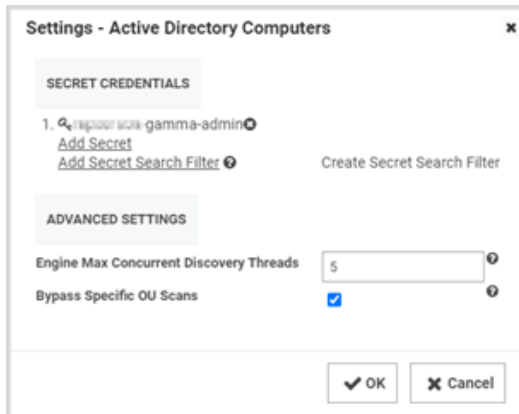 Settings - Active Directory Computers
SECRET CREDENTIALS
1. -gamma-admin
Add Secret
Add Secret Search Filter Create Secret Search Filter
ADVANCED SETTINGS
Engine Max Concurrent Discovery Threads 5
Bypass Specific OU Scans
OK Cancel